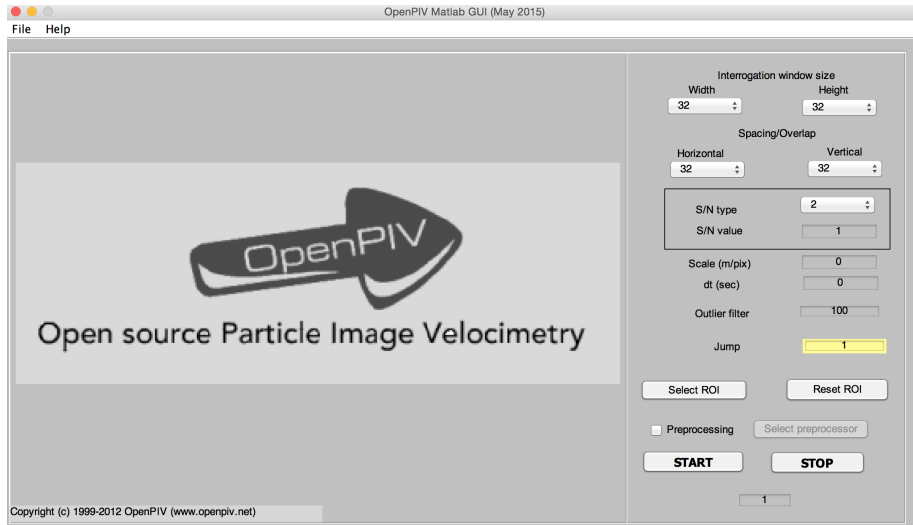 OpenPIV Matlab GUI (May 2015)
File Help
Interrogation window size
Width Height
32 32
Spacing/Overlap
Horizontal Vertical
32 32
S/N type 2
S/N value 1
Scale (m/pix) 0
dt (sec) 0
Outlier filter 100
Jump 1
Select ROI Reset ROI
Preprocessing Select preprocessor
START STOP
1
OpenPIV
Open source Particle Image Velocimetry
Copyright (c) 1999-2012 OpenPIV (www.openpiv.net)